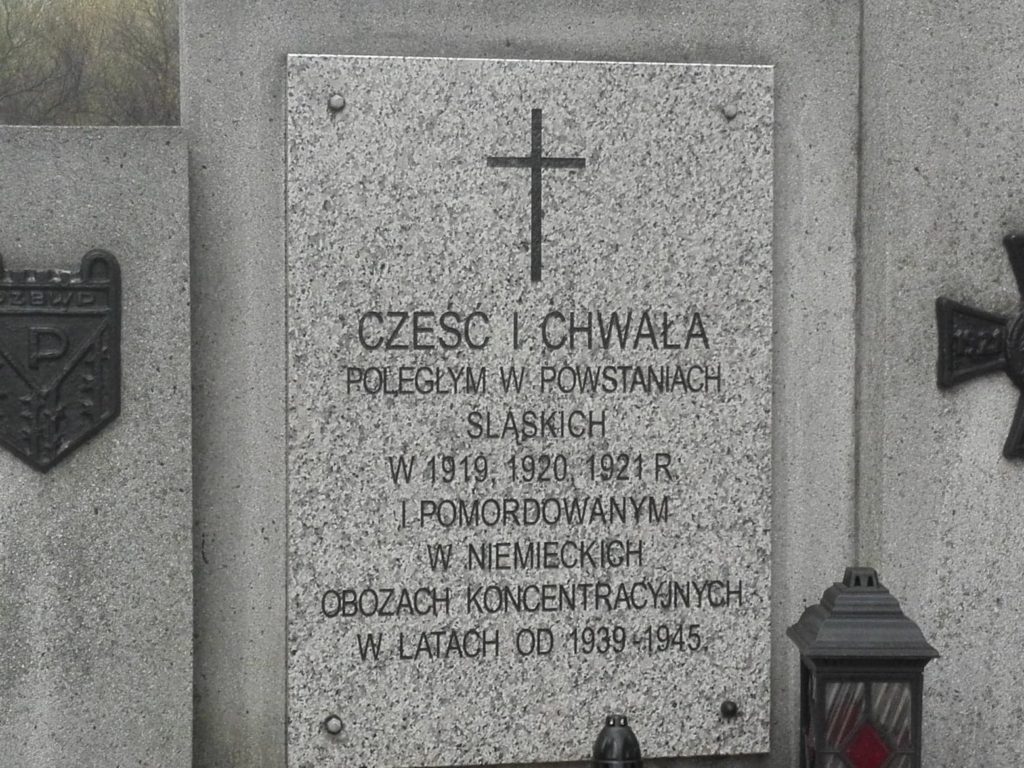 CZEŚĆ I CHWAŁA
POLEGŁYM W POWSTANIACH
ŚLĄSKICH
W 1919, 1920, 1921 R.
I POMORDOWANYM
W NIEMIECKICH
OBOZACH KONCENTRACYJNYCH
W LATACH OD 1939-1945.
P